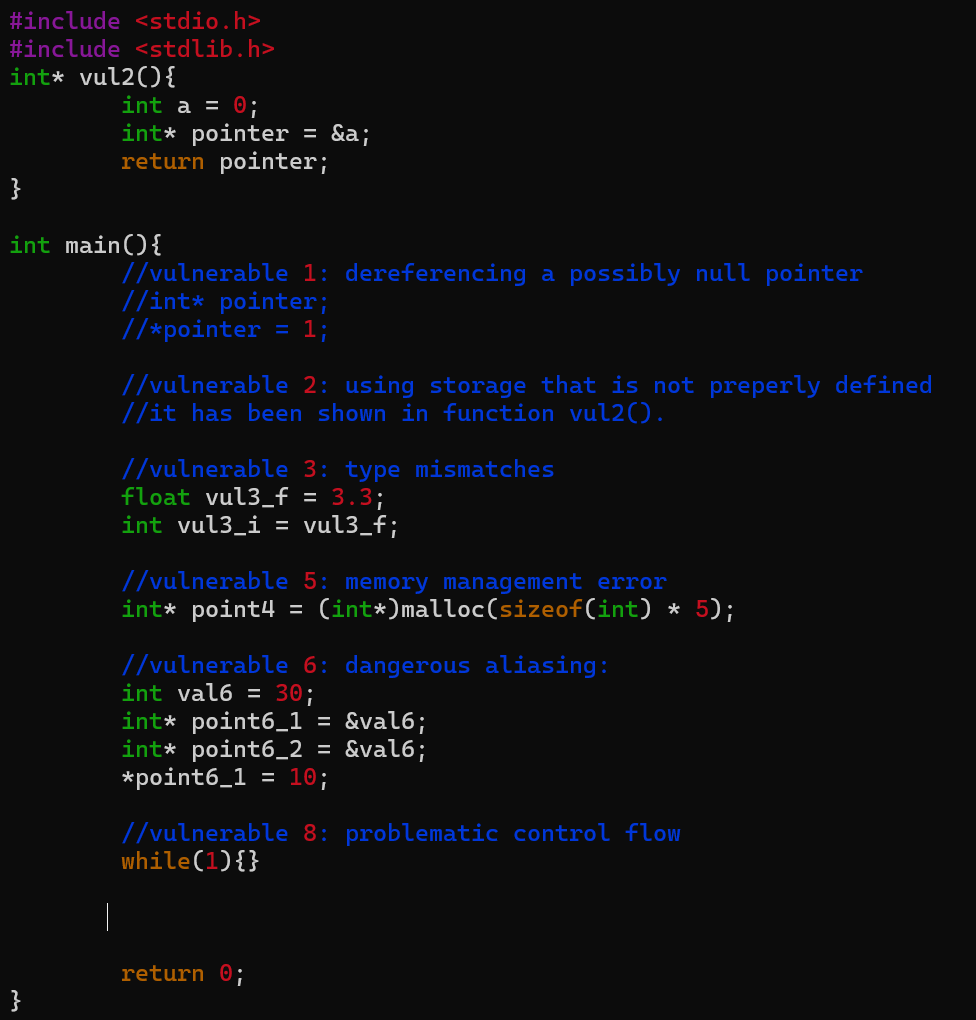 #include <stdio.h>
#include <stdlib.h>
int* vul2(){
        int a = 0;
        int* pointer = &a;
        return pointer;
}

int main(){
        //vulnerable 1: dereferencing a possibly null pointer
        //int* pointer;
        //*pointer = 1;

        //vulnerable 2: using storage that is not preperly defined
        //it has been shown in function vul2().

        //vulnerable 3: type mismatches
        float vul3_f = 3.3;
        int vul3_i = vul3_f;

        //vulnerable 5: memory management error
        int* point4 = (int*)malloc(sizeof(int) * 5);

        //vulnerable 6: dangerous aliasing:
        int val6 = 30;
        int* point6_1 = &val6;
        int* point6_2 = &val6;
        *point6_1 = 10;

        //vulnerable 8: problematic control flow
        while(1){}

        return 0;
}